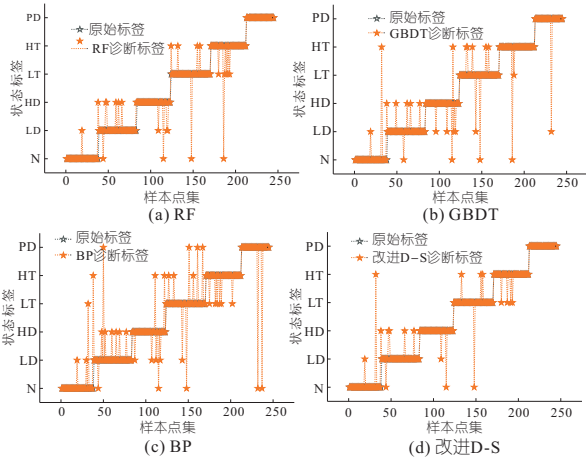 PD
HT
LT
HD
LD
N
状态标签
原始标签
RF诊断标签
0 50 100 150 200 250
样本点集
(a) RF
PD
HT
LT
HD
LD
N
状态标签
原始标签
GBDT诊断标签
0 50 100 150 200 250
样本点集
(b) GBDT
PD
HT
LT
HD
LD
N
状态标签
原始标签
BP诊断标签
0 50 100 150 200 250
样本点集
(c) BP
PD
HT
LT
HD
LD
N
状态标签
原始标签
改进D-S诊断标签
0 50 100 150 200 250
样本点集
(d) 改进D-S